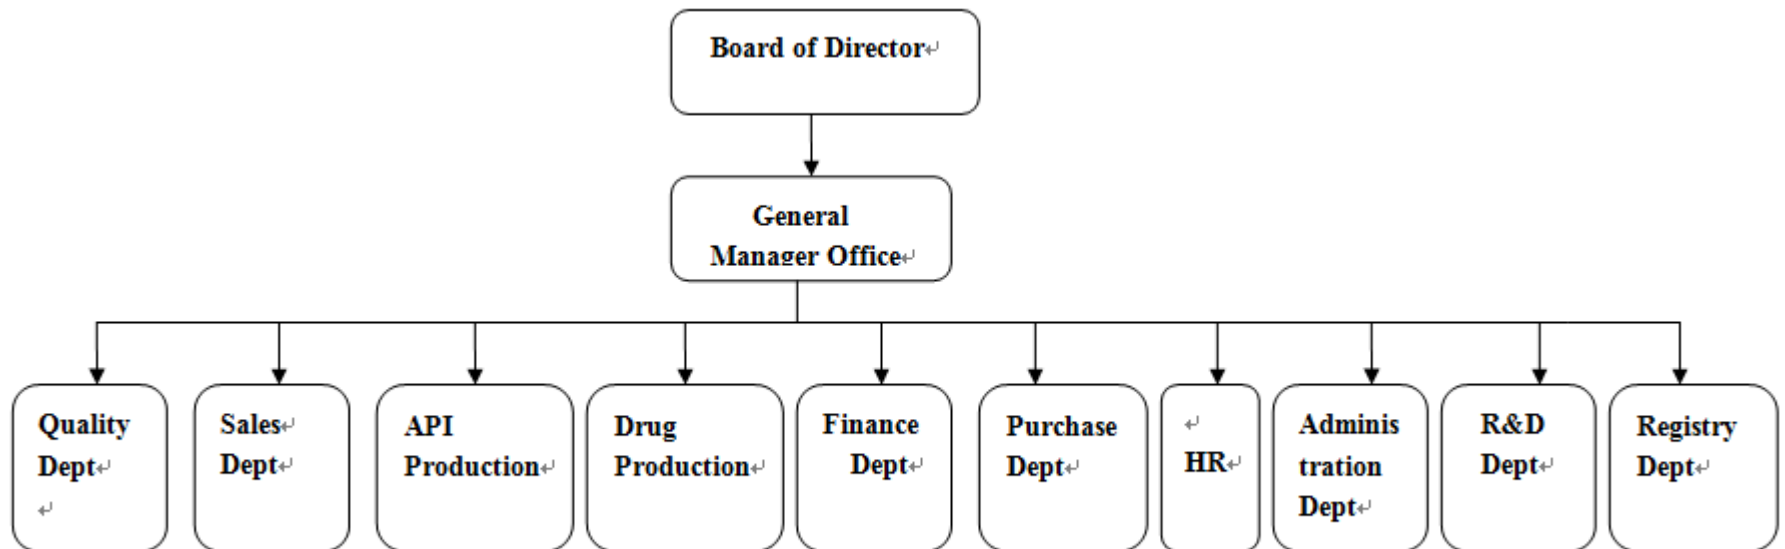 Board of Director
General
Manager Office
Quality
Dept
Sales
Dept
API
Production
Drug
Production
Finance
Dept
Purchase
Dept
HR
Adminis
tration
Dept
R&D
Dept
Registry
Dept